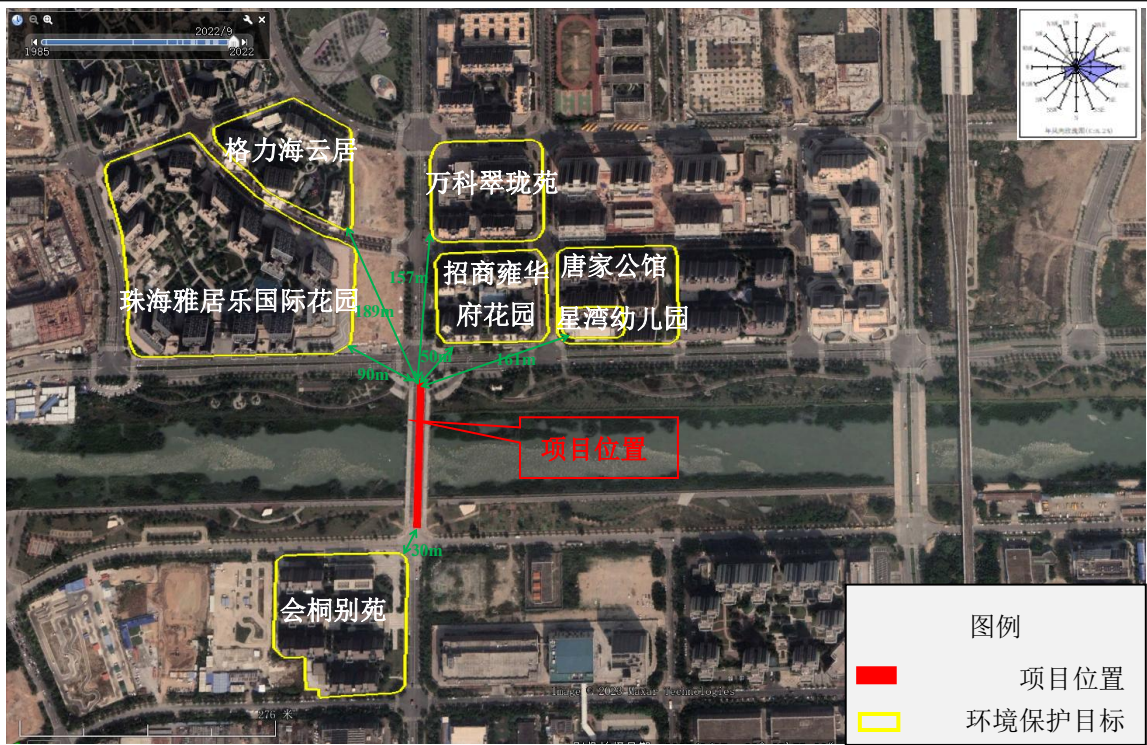 2022/9
1985
2022
格力海云居
万科翠珑苑
招商雍华
府花园
唐家公馆
星湾幼儿园
珠海雅居乐国际花园
157m
189m
50m
161m
90m
项目位置
30m
会桐别苑
图例
项目位置
环境保护目标
Image © 2023 Maxar Technologies
276 米